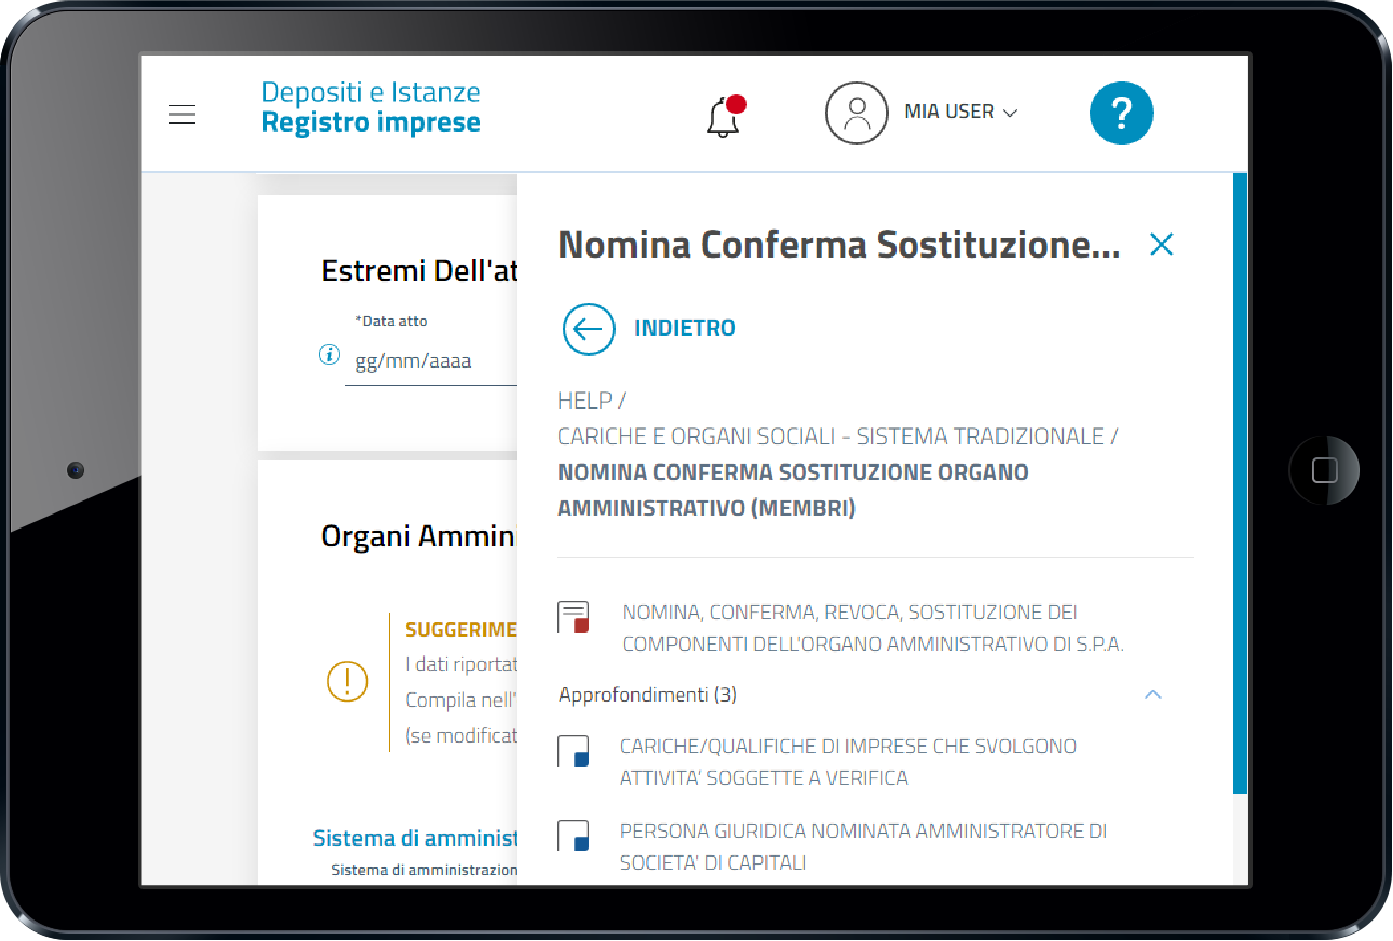 Depositi e Istanze
Registro imprese
MIA USER
?
Estremi Dell'at
*Data atto
gg/mm/aaaa
Organi Ammini
SUGGERIME
I dati riportat
Compila nell'
(se modificat
Sistema di amminist
Sistema di amministrazion
Nomina Conferma Sostituzione...
INDIETRO
HELP /
CARICHE E ORGANI SOCIALI - SISTEMA TRADIZIONALE /
NOMINA CONFERMA SOSTITUZIONE ORGANO
AMMINISTRATIVO (MEMBRI)
NOMINA, CONFERMA, REVOCA, SOSTITUZIONE DEI
COMPONENTI DELL'ORGANO AMMINISTRATIVO DI S.P.A.
Approfondimenti (3)
CARICHE/QUALIFICHE DI IMPRESE CHE SVOLGONO
ATTIVITA' SOGGETTE A VERIFICA
PERSONA GIURIDICA NOMINATA AMMINISTRATORE DI
SOCIETA' DI CAPITALI